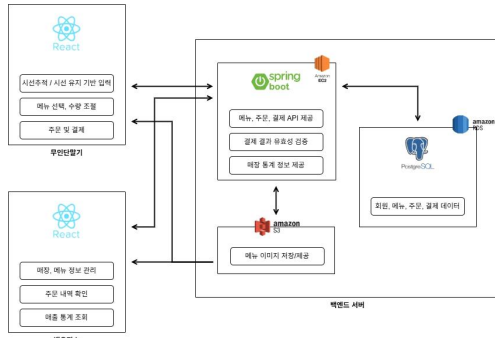 React
시선추적 / 시선 유지 기반 입력
메뉴 선택, 수량 조절
주문 및 결제
무인단말기
React
매장, 메뉴 정보 관리
주문 내역 확인
매출 통계 조회
spring
boot
Amazon
EC2
메뉴, 주문, 결제 API 제공
결제 결과 유효성 검증
매장 통계 정보 제공
amazon
S3
메뉴 이미지 저장/제공
amazon
RDS
PostgreSQL
회원, 메뉴, 주문, 결제 데이터
백엔드 서버